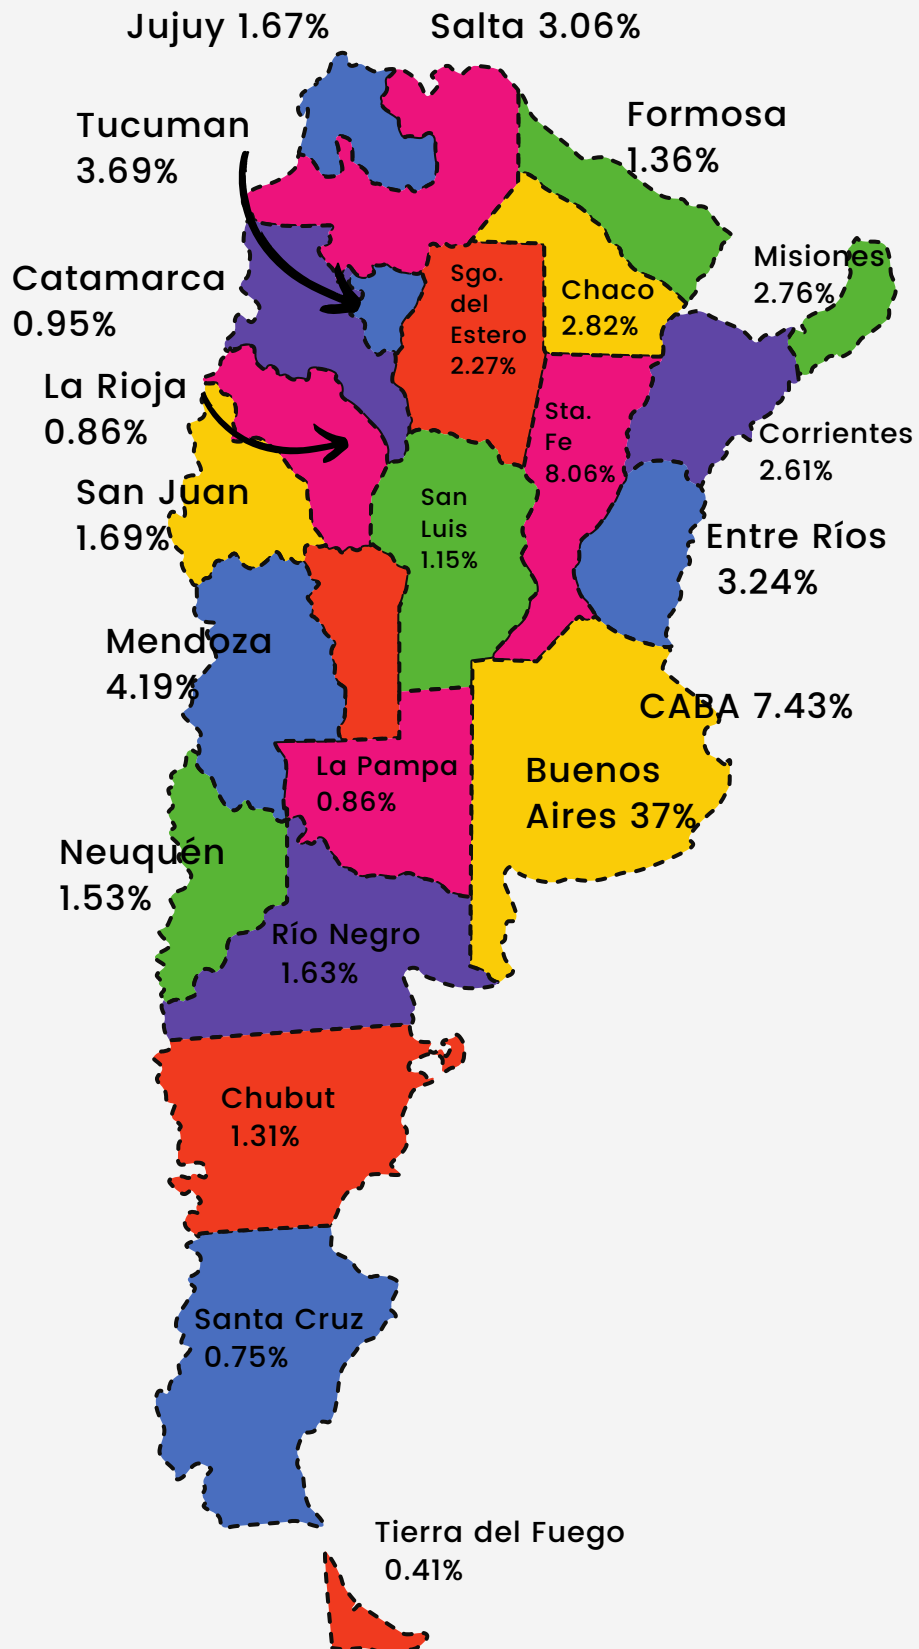 Jujuy 1.67%
Salta 3.06%
Tucuman
3.69%
Formosa
1.36%
Misiones
2.76%
Catamarca
0.95%
Sgo.
del
Estero
2.27%
Chaco
2.82%
La Rioja
0.86%
Sta.
Fe
8.06%
Corrientes
2.61%
San Juan
1.69%
San
Luis
1.15%
Entre Ríos
3.24%
Mendoza
4.19%
CABA 7.43%
La Pampa
0.86%
Buenos
Aires 37%
Neuquén
1.53%
Río Negro
1.63%
Chubut
1.31%
Santa Cruz
0.75%
Tierra del Fuego
0.41%